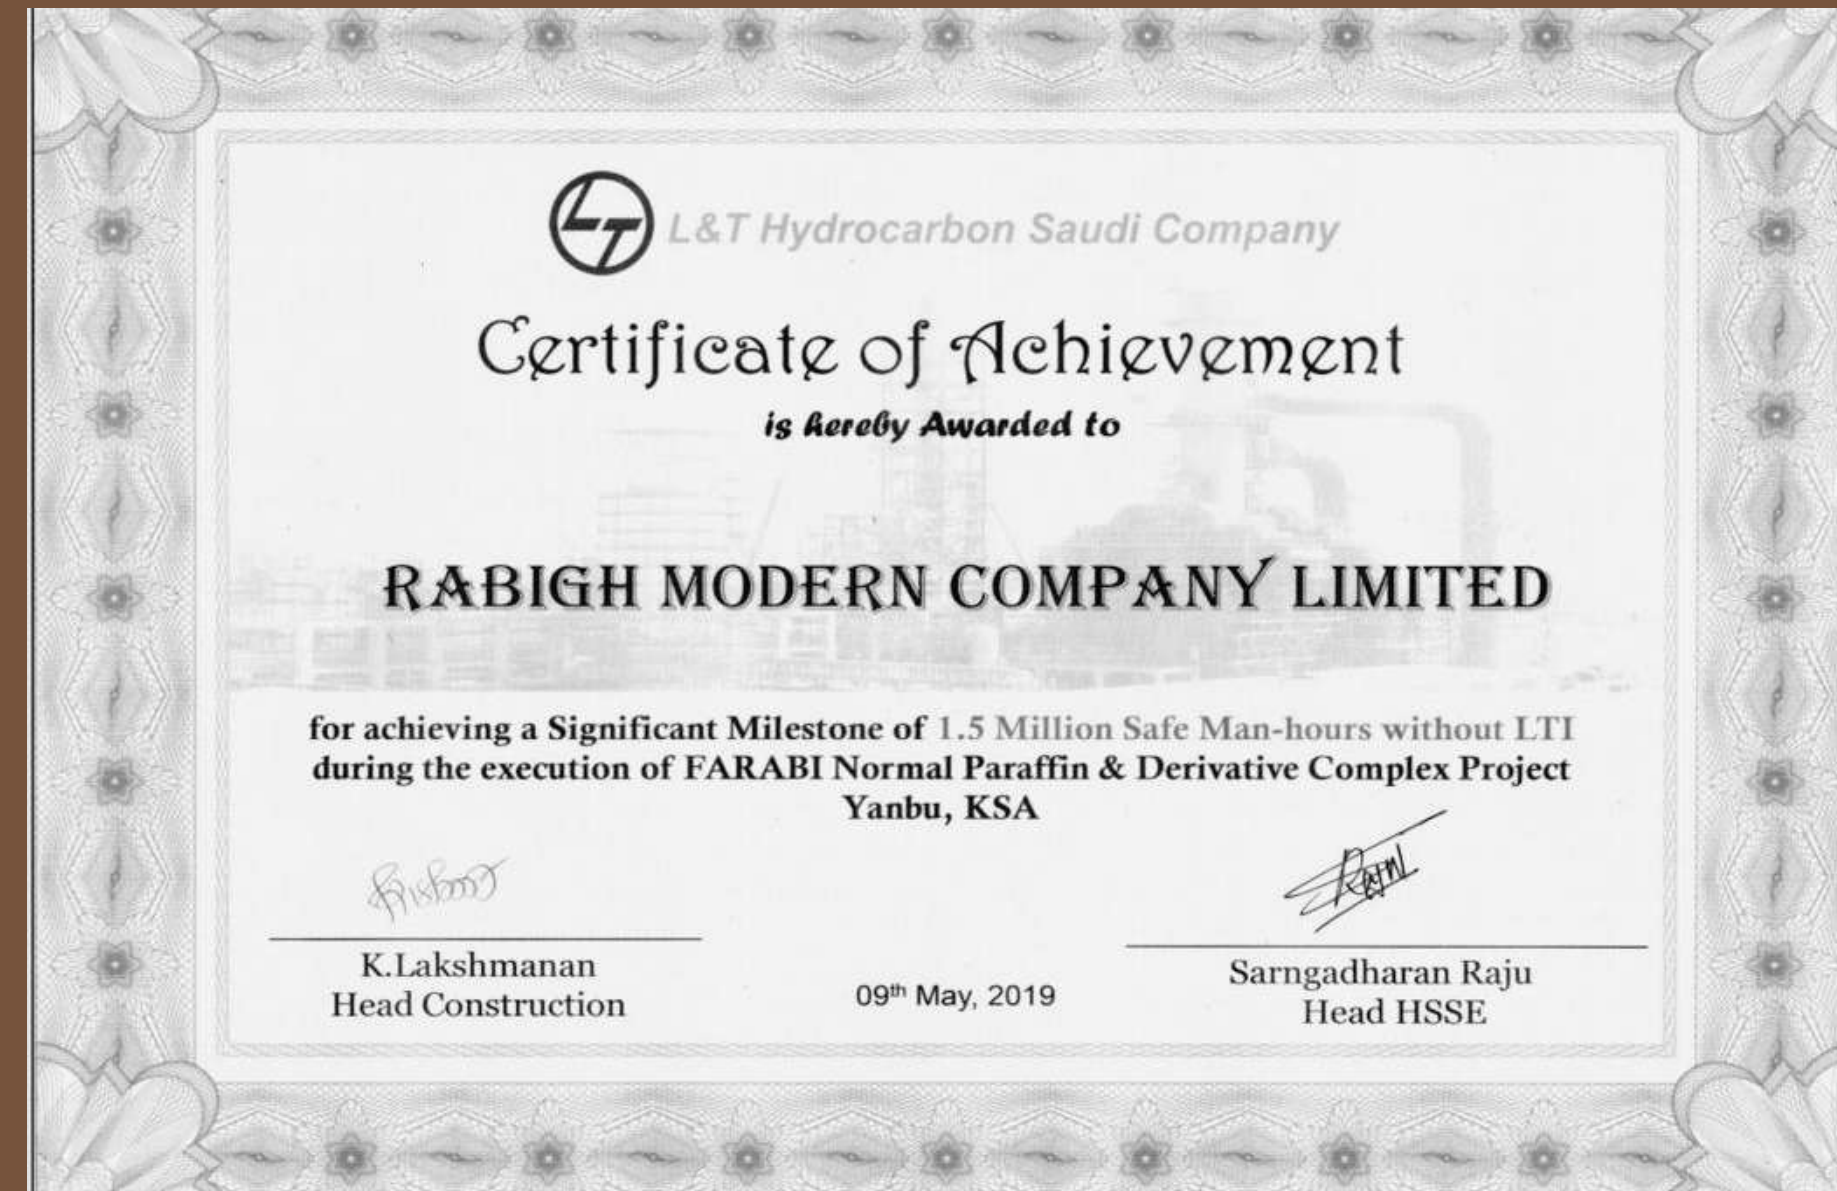 LT L&T Hydrocarbon Saudi Company
Certificate of Achievement
is hereby Awarded to
RABIGH MODERN COMPANY LIMITED
for achieving a Significant Milestone of 1.5 Million Safe Man-hours without LTI
during the execution of FARABI Normal Paraffin & Derivative Complex Project
Yanbu, KSA
K.Lakshmanan
Head Construction
09th May, 2019
Sarngadharan Raju
Head HSSE